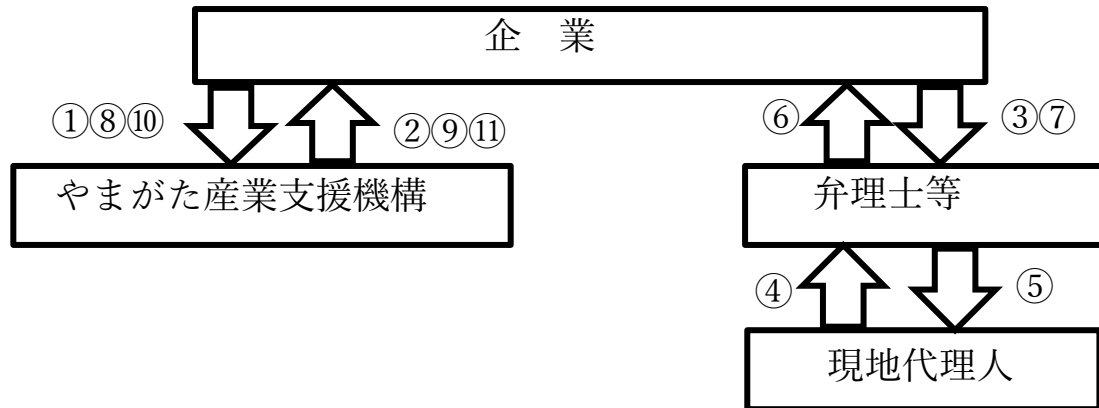 企　業
①⑧⑩
②⑨⑪
⑥
③⑦
やまがた産業支援機構
弁理士等
④
⑤
現地代理人